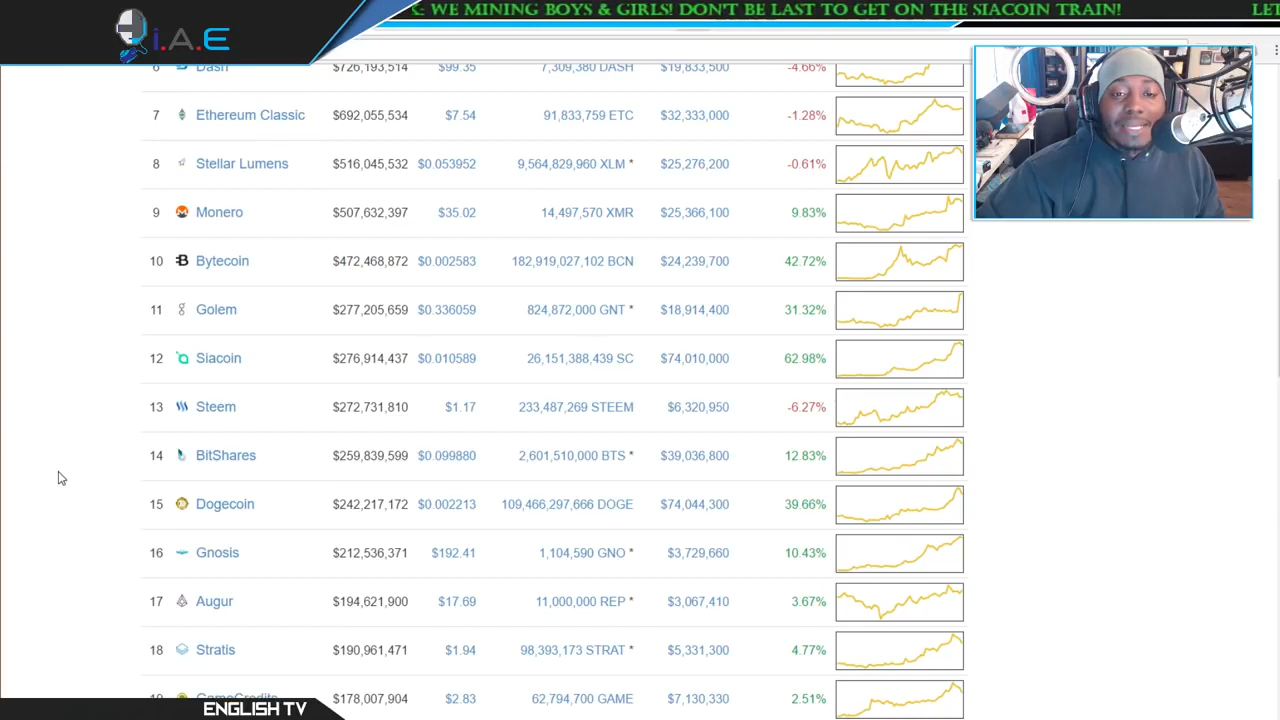 C: WE MINING BOYS & GIRLS! DON'T BE LAST TO GET ON THE SIACOIN TRAIN! LET
i.A.E
6 Dash $726,193,514 $99.35 7,309,380 DASH $19,833,500 -4.66%
7 Ethereum Classic $692,055,534 $7.54 91,833,759 ETC $32,333,000 -1.28%
8 Stellar Lumens $516,045,532 $0.053952 9,564,829,960 XLM * $25,276,200 -0.61%
9 Monero $507,632,397 $35.02 14,497,570 XMR $25,366,100 9.83%
10 Bytecoin $472,468,872 $0.002583 182,919,027,102 BCN $24,239,700 42.72%
11 Golem $277,205,659 $0.336059 824,872,000 GNT * $18,914,400 31.32%
12 Siacoin $276,914,437 $0.010589 26,151,388,439 SC $74,010,000 62.98%
13 Steem $272,731,810 $1.17 233,487,269 STEEM $6,320,950 -6.27%
14 BitShares $259,839,599 $0.099880 2,601,510,000 BTS * $39,036,800 12.83%
15 Dogecoin $242,217,172 $0.002213 109,466,297,666 DOGE $74,044,300 39.66%
16 Gnosis $212,536,371 $192.41 1,104,590 GNO * $3,729,660 10.43%
17 Augur $194,621,900 $17.69 11,000,000 REP * $3,067,410 3.67%
18 Stratis $190,961,471 $1.94 98,393,173 STRAT * $5,331,300 4.77%
19 GameCredits $178,007,904 $2.83 62,794,700 GAME $7,130,330 2.51%
ENGLISH TV